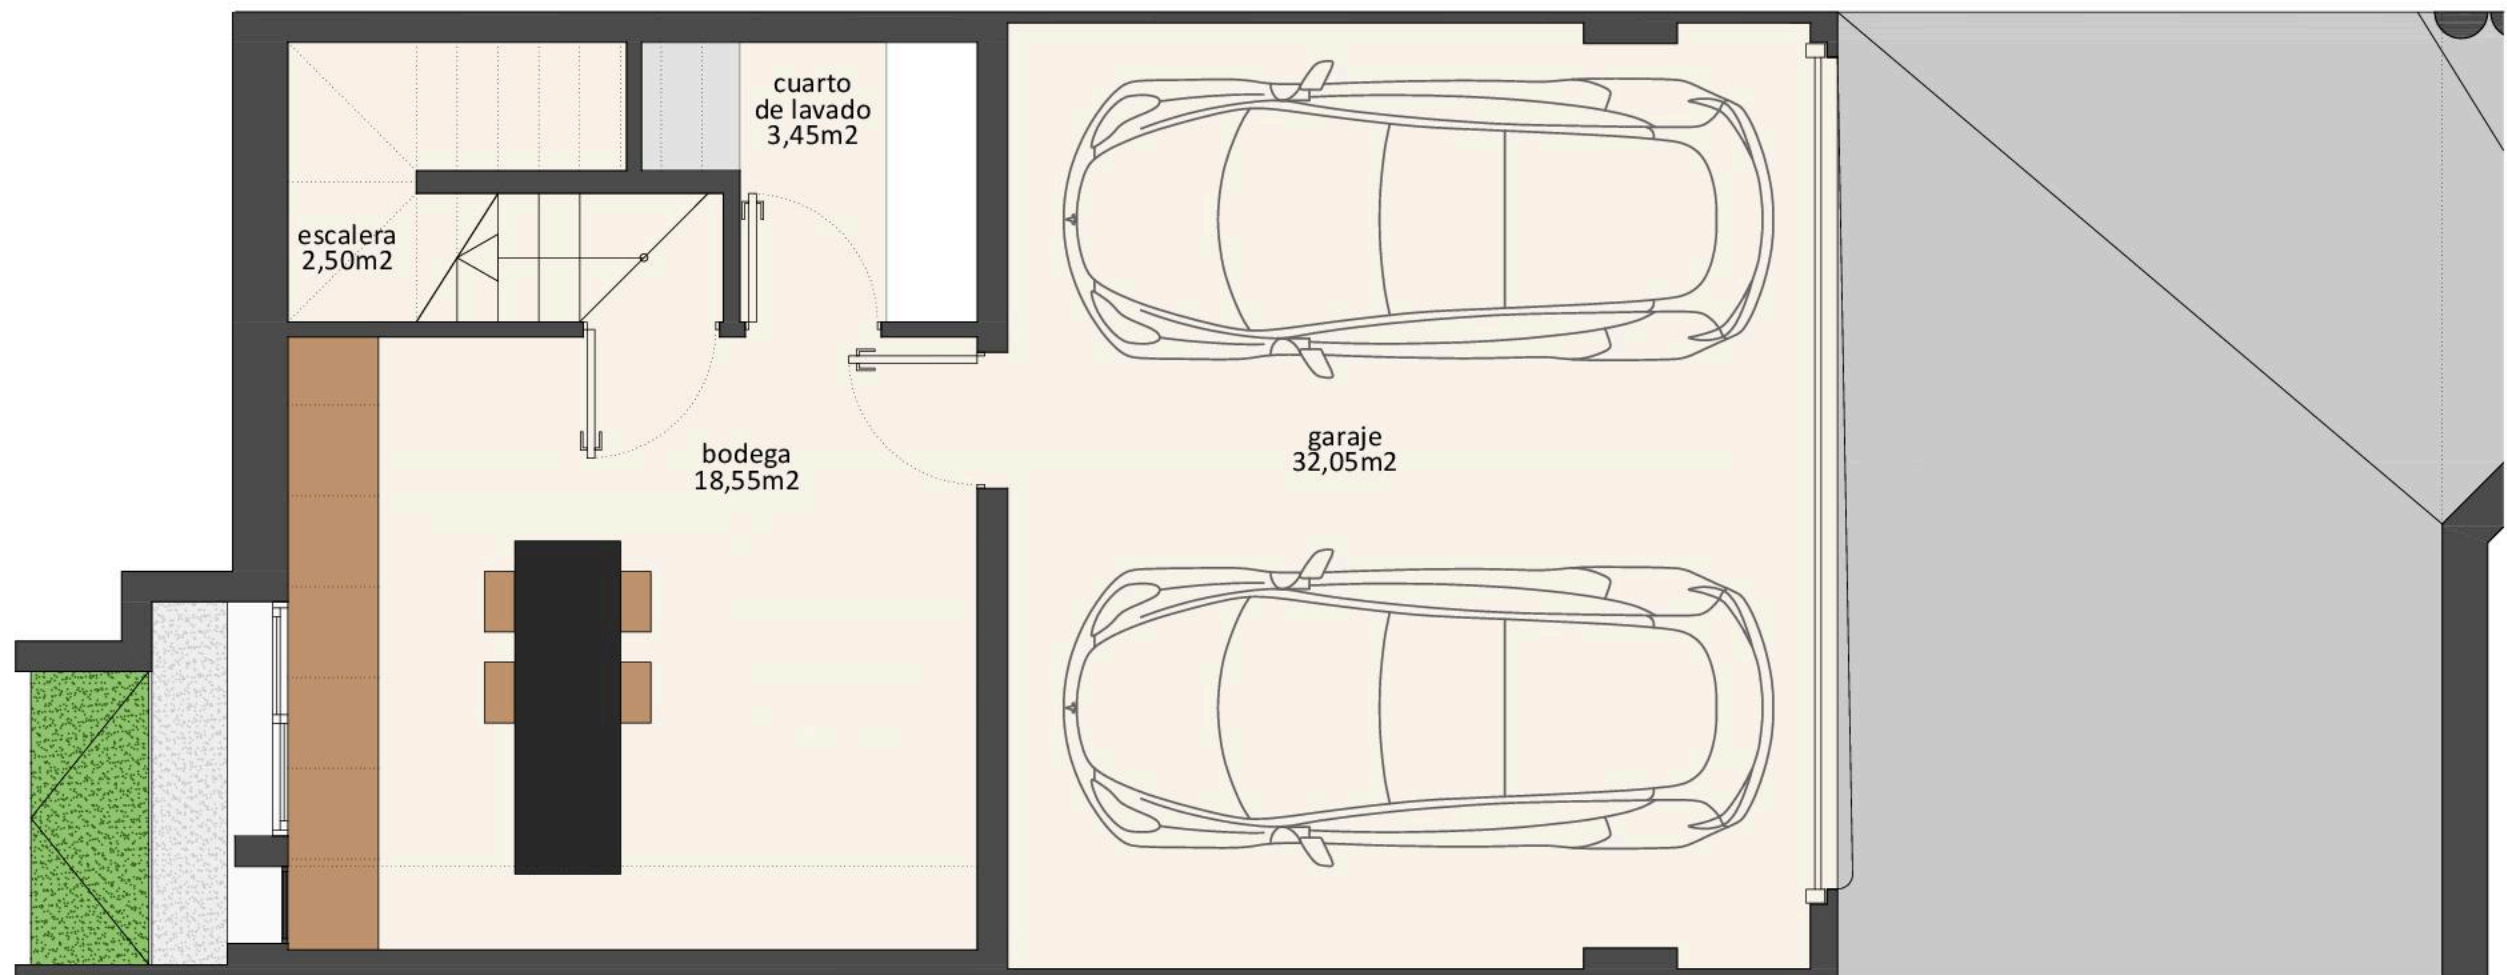 cuarto
de lavado
3,45m2
escalera
2,50m2
bodega
18,55m2
garaje
32,05m2